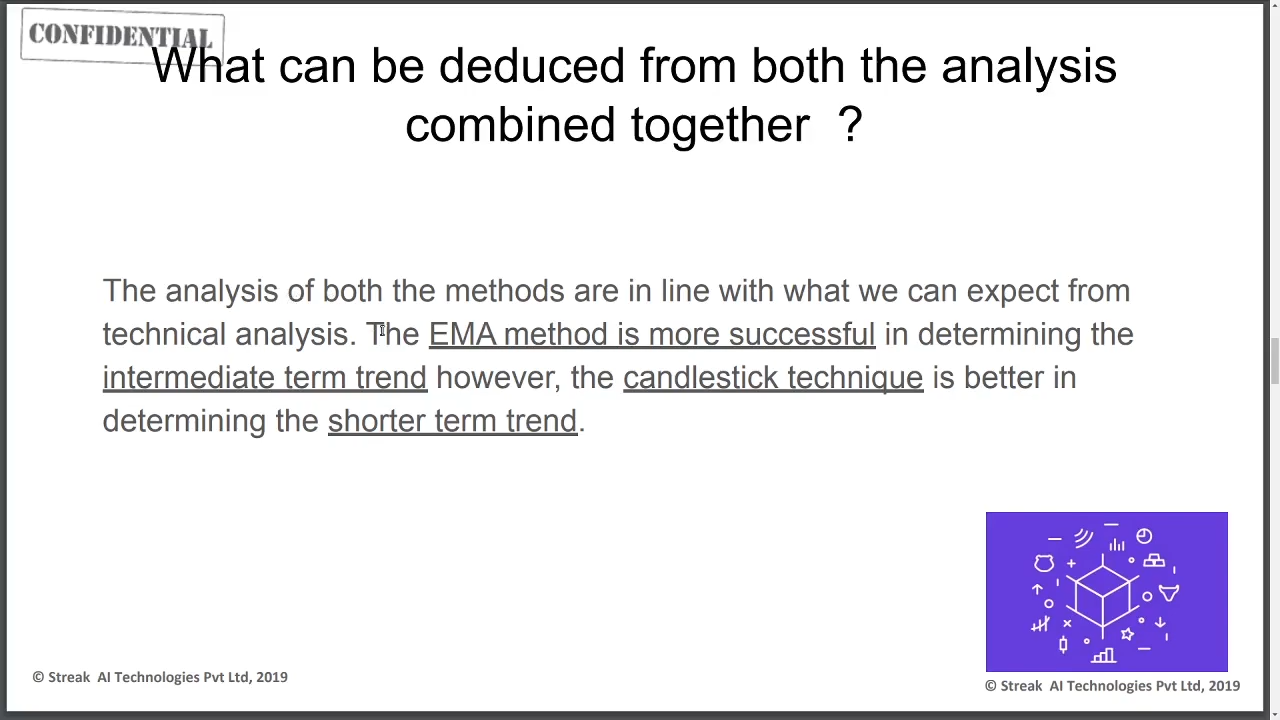 CONFIDENTIAL
What can be deduced from both the analysis
combined together ?
The analysis of both the methods are in line with what we can expect from
technical analysis. The EMA method is more successful in determining the
intermediate term trend however, the candlestick technique is better in
determining the shorter term trend.
© Streak AI Technologies Pvt Ltd, 2019
© Streak AI Technologies Pvt Ltd, 2019